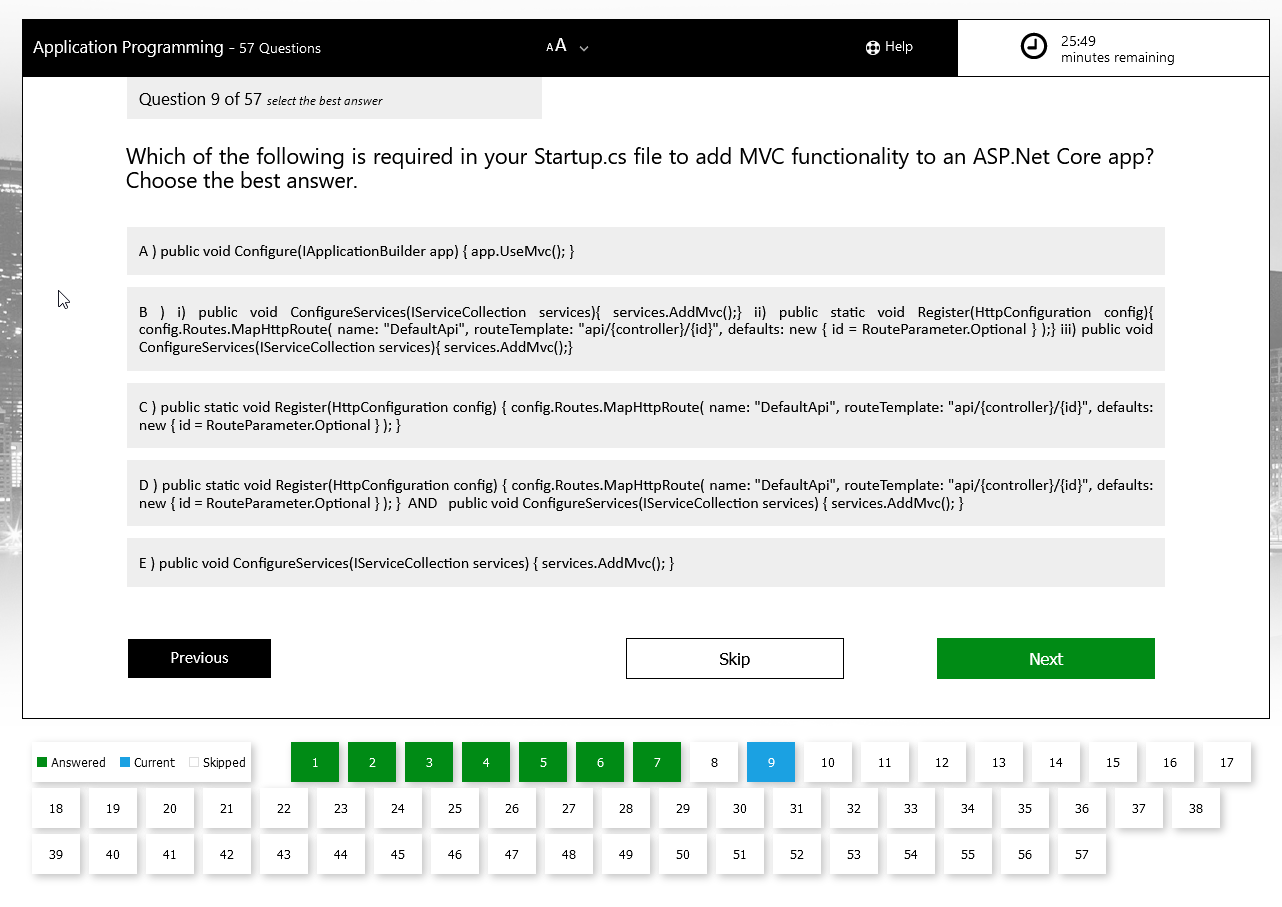 Application Programming - 57 Questions
AA
Help
25:49
minutes remaining
Question 9 of 57 select the best answer
Which of the following is required in your Startup.cs file to add MVC functionality to an ASP.Net Core app?
Choose the best answer.
A ) public void Configure(IApplicationBuilder app) { app.UseMvc(); }
B ) i) public void ConfigureServices(IServiceCollection services){ services.AddMvc();} ii) public static void Register(HttpConfiguration config){
config.Routes.MapHttpRoute( name: "DefaultApi", routeTemplate: "api/{controller}/{id}", defaults: new { id = RouteParameter.Optional } );} iii) public void
ConfigureServices(IServiceCollection services){ services.AddMvc();}
C ) public static void Register(HttpConfiguration config) { config.Routes.MapHttpRoute( name: "DefaultApi", routeTemplate: "api/{controller}/{id}", defaults:
new { id = RouteParameter.Optional } ); }
D ) public static void Register(HttpConfiguration config) { config.Routes.MapHttpRoute( name: "DefaultApi", routeTemplate: "api/{controller}/{id}", defaults:
new { id = RouteParameter.Optional } ); } AND public void ConfigureServices(IServiceCollection services) { services.AddMvc(); }
E ) public void ConfigureServices(IServiceCollection services) { services.AddMvc(); }
Previous
Skip
Next
Answered Current Skipped 1 2 3 4 5 6 7 8 9 10 11 12 13 14 15 16 17
18 19 20 21 22 23 24 25 26 27 28 29 30 31 32 33 34 35 36 37 38
39 40 41 42 43 44 45 46 47 48 49 50 51 52 53 54 55 56 57